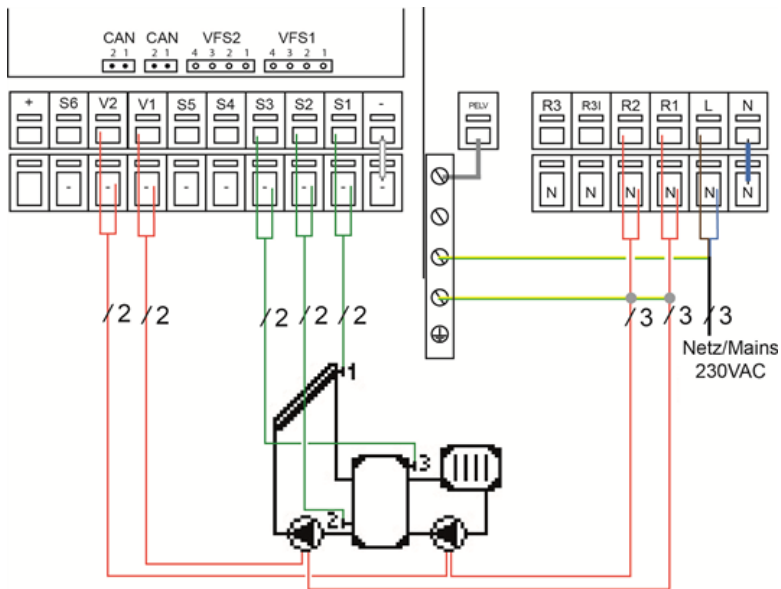 CAN CAN VFS2 VFS1
2 1 2 1 4 3 2 1 4 3 2 1
+ S6 V2 V1 S5 S4 S3 S2 S1 -
PELV
R3 R3I R2 R1 L N
- - - - - - - -
N N N N N N
/2 /2 /2 /2 /2 /3 /3 /3
Netz/Mains
230VAC
1
3
2